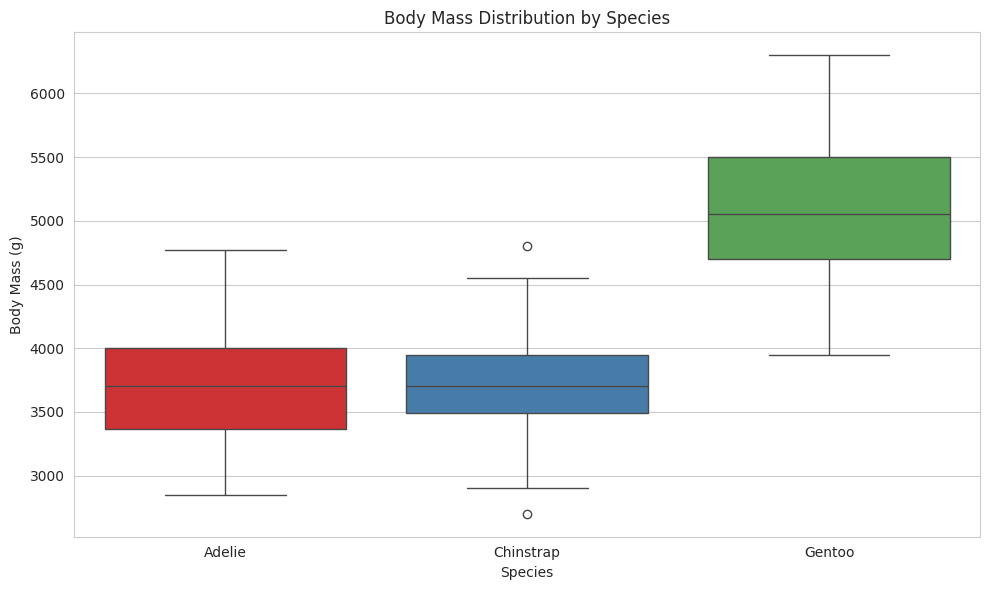 Body Mass Distribution by Species
Body Mass (g)
6000
5500
5000
4500
4000
3500
3000
Adelie
Chinstrap
Gentoo
Species